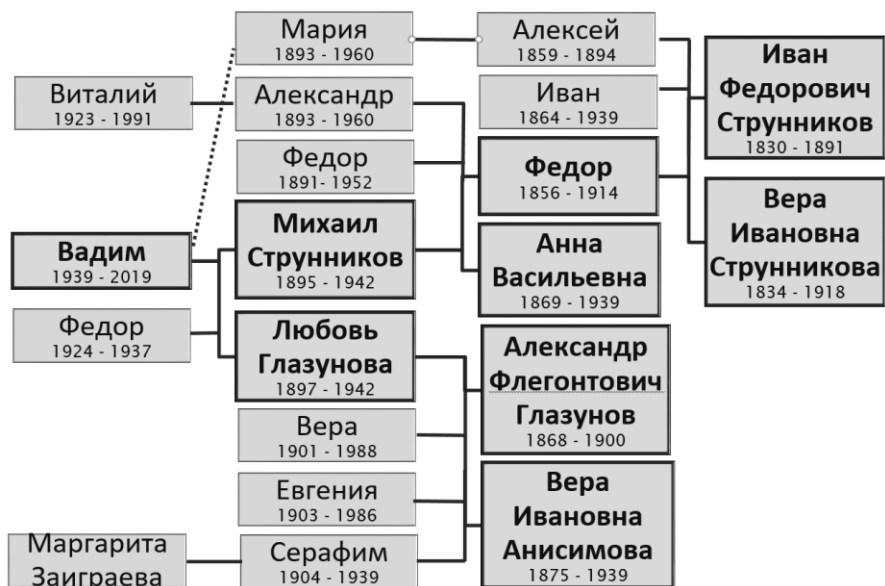 Мария
1893 - 1960
Алексей
1859 - 1894
Иван
Федорович
Струнников
1830 - 1891
Виталий
1923 - 1991
Александр
1893 - 1960
Иван
1864 - 1939
Федор
1891- 1952
Федор
1856 - 1914
Вера
Ивановна
Струнникова
1834 - 1918
Вадим
1939 - 2019
Михаил
Струнников
1895 - 1942
Анна
Васильевна
1869 - 1939
Федор
1924 - 1937
Любовь
Глазунова
1897 - 1942
Александр
Флегонтович
Глазунов
1868 - 1900
Вера
1901 - 1988
Евгения
1903 - 1986
Вера
Ивановна
Анисимова
1875 - 1939
Маргарита
Заиграева
Серафим
1904 - 1939